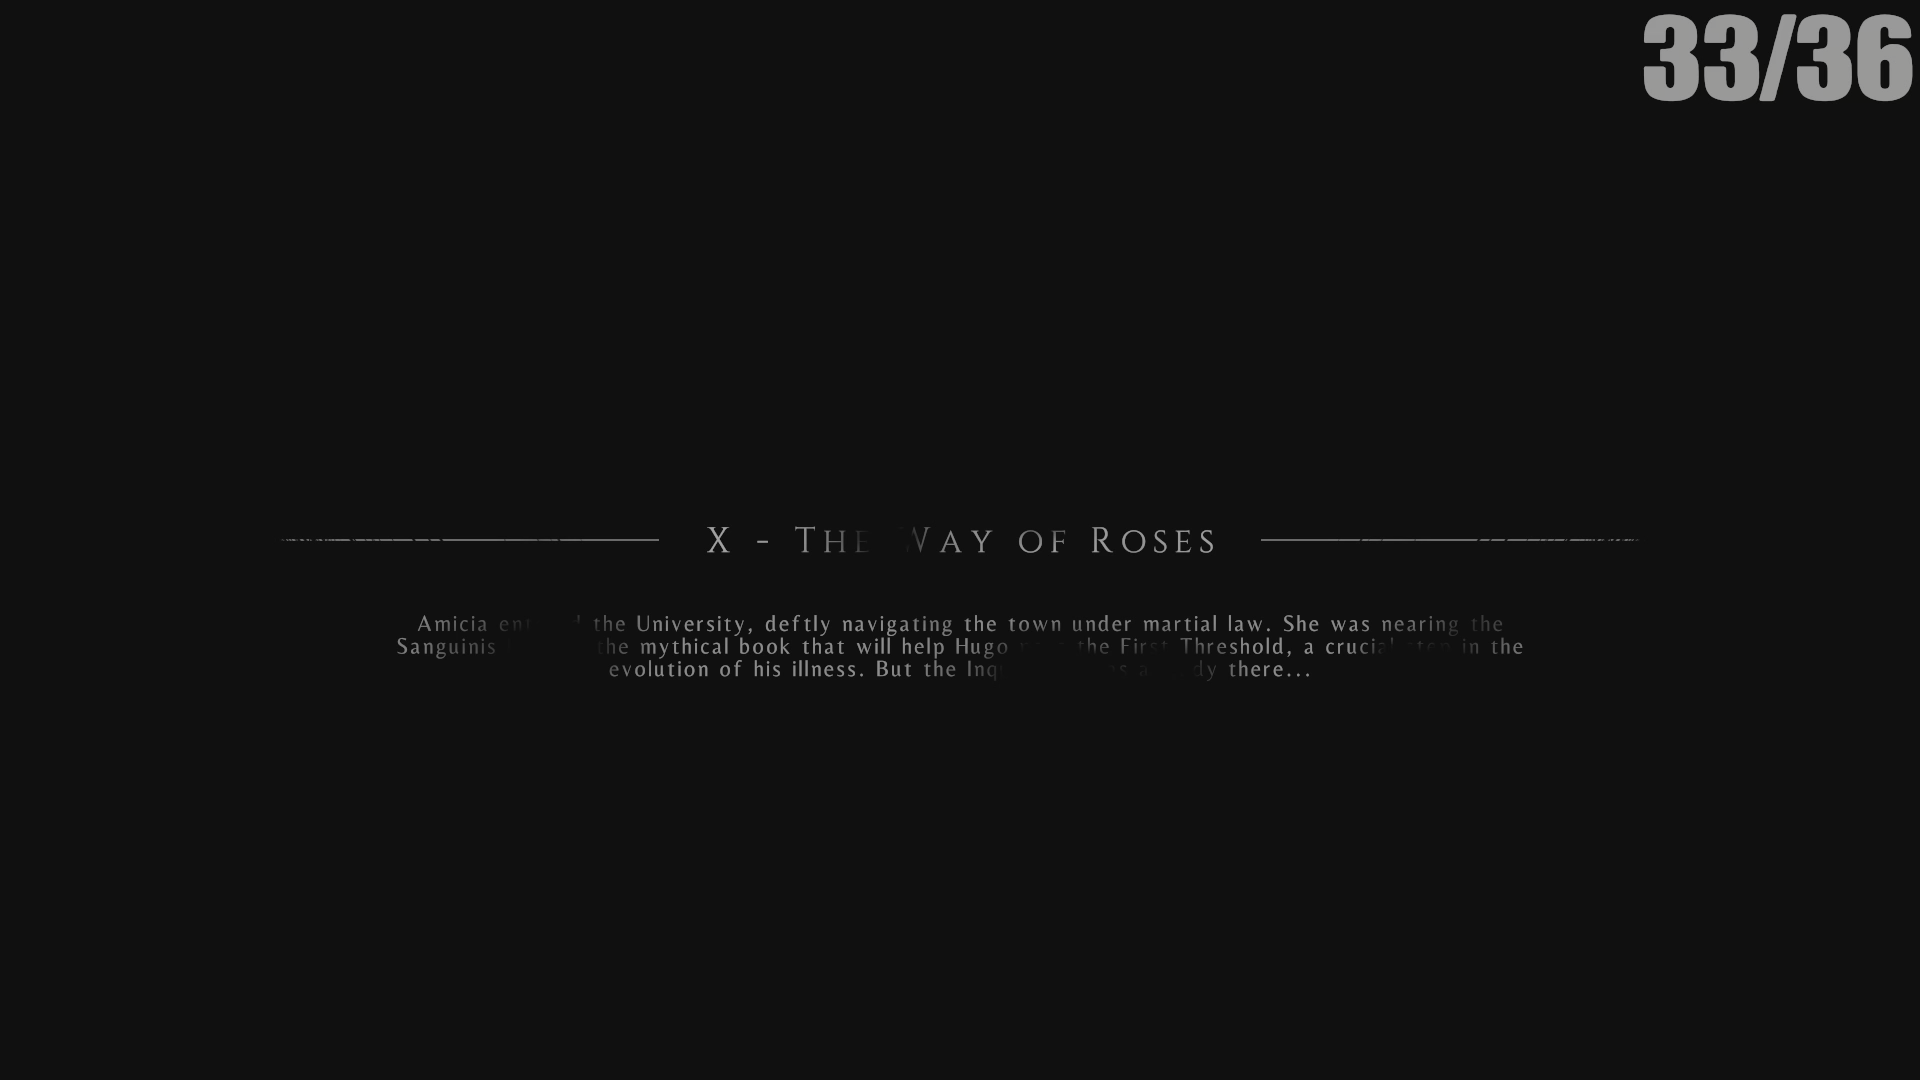 33/36
X - The Way of Roses
Amicia the University, deftly navigating the town under martial law. She was nearing the
Sanguinis the mythical book that will help Hugo the First Threshold, a crucial step in the
evolution of his illness. But the there...